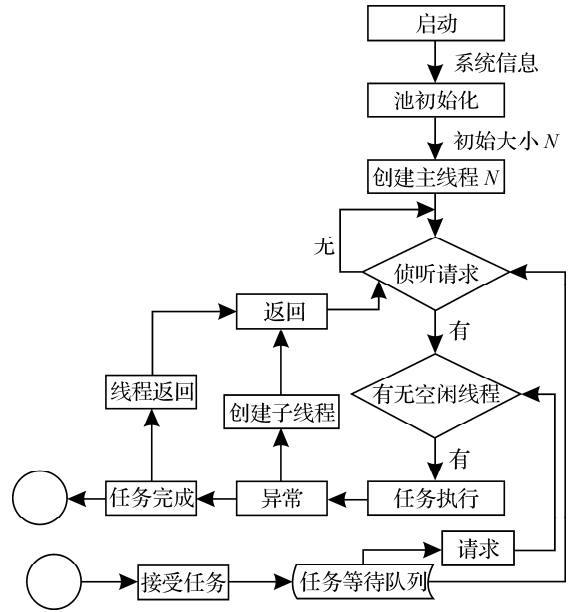 启动
系统信息
池初始化
初始大小 N
创建主线程 N
无
侦听请求
返回
有
线程返回
创建子线程
有无空闲线程
有
任务完成
异常
任务执行
请求
接受任务
任务等待队列